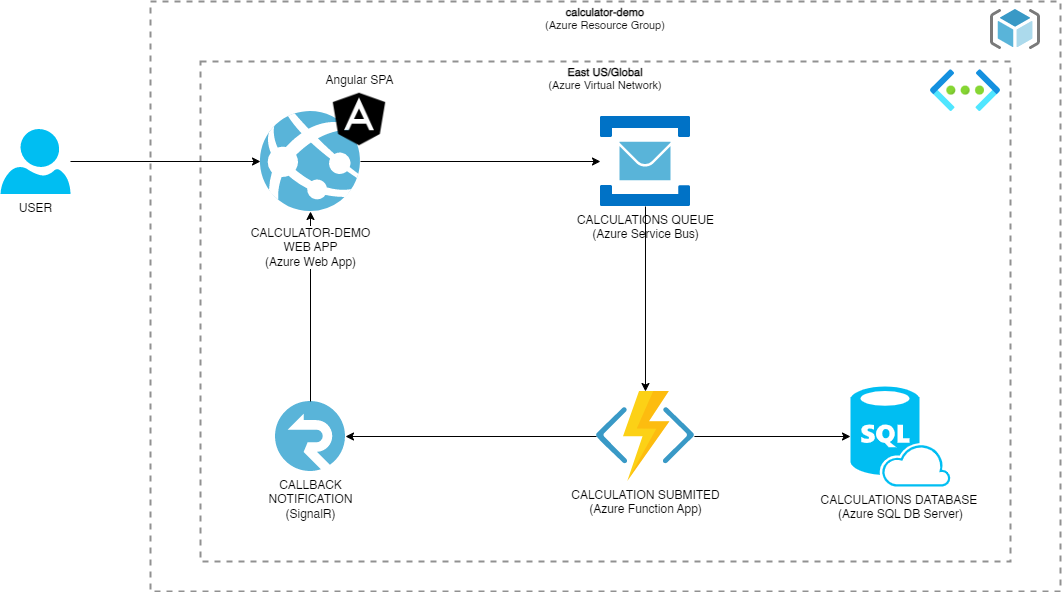 calculator-demo
(Azure Resource Group)
East US/Global
(Azure Virtual Network)
Angular SPA
A
USER
CALCULATOR-DEMO
WEB APP
(Azure Web App)
CALCULATIONS QUEUE
(Azure Service Bus)
CALLBACK
NOTIFICATION
(SignalR)
CALCULATION SUBMITED
(Azure Function App)
SQL
CALCULATIONS DATABASE
(Azure SQL DB Server)